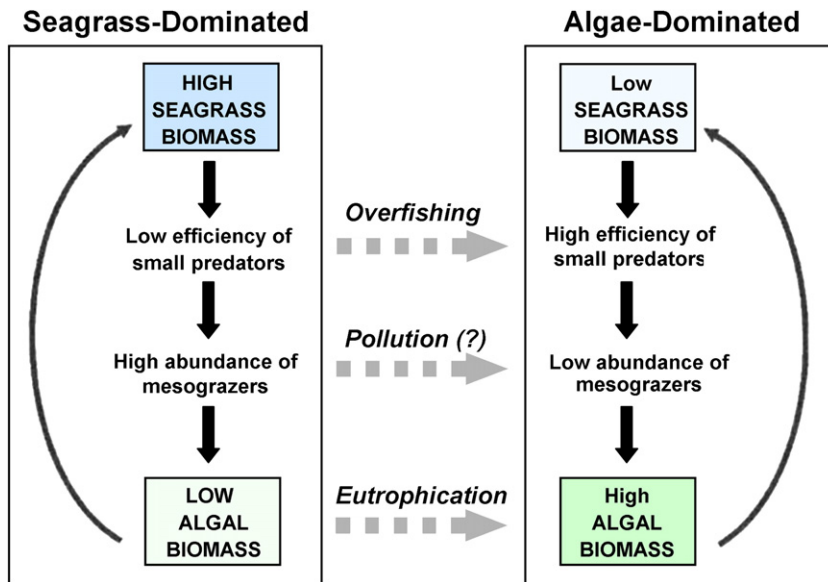 Seagrass-Dominated
HIGH
SEAGRASS
BIOMASS
Low efficiency of
small predators
High abundance of
mesograzers
LOW
ALGAL
BIOMASS
Overfishing
Pollution (?)
Eutrophication
Algae-Dominated
Low
SEAGRASS
BIOMASS
High efficiency of
small predators
Low abundance of
mesograzers
High
ALGAL
BIOMASS